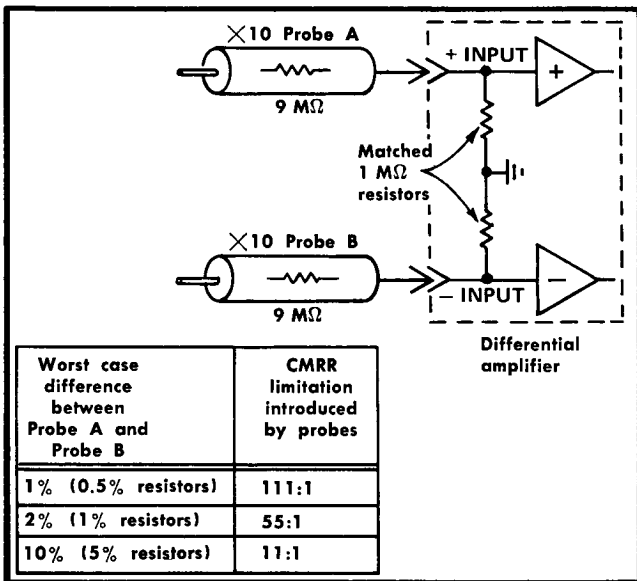 ×10 Probe A
9 MΩ
+ INPUT
+
Matched
1 MΩ
resistors
×10 Probe B
9 MΩ
− INPUT
−
Differential
amplifier
Worst case
difference
between
Probe A and
Probe B
CMRR
limitation
introduced
by probes
1% (0.5% resistors) 111:1
2% (1% resistors) 55:1
10% (5% resistors) 11:1